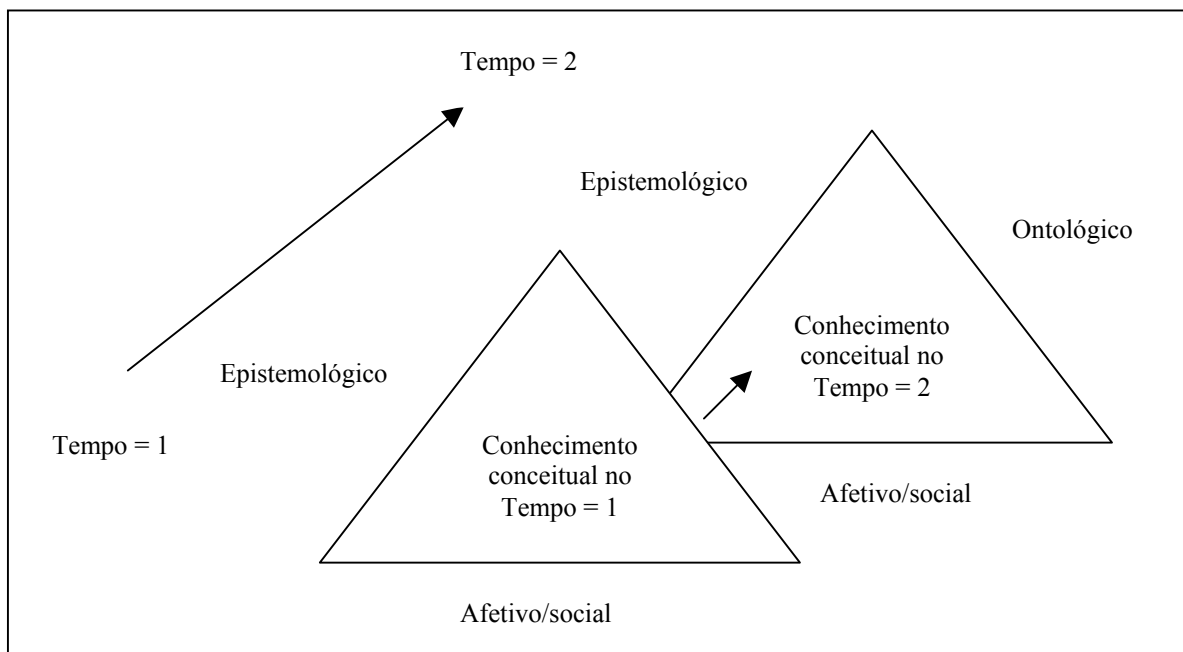 Tempo = 2
Epistemológico
Ontológico
Conhecimento
conceitual no
Tempo = 2
Epistemológico
Tempo = 1
Conhecimento
conceitual no
Tempo = 1
Afetivo/social
Afetivo/social